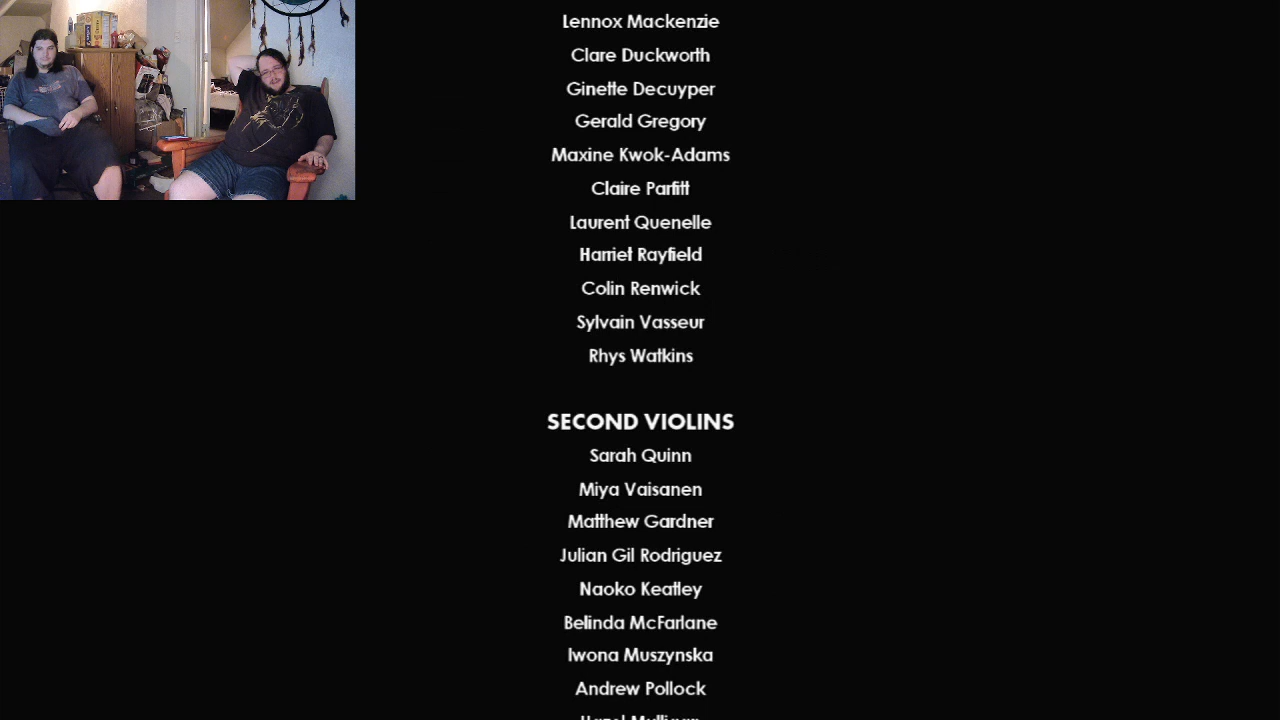 Lennox Mackenzie
Clare Duckworth
Ginette Decuyper
Gerald Gregory
Maxine Kwok-Adams
Claire Parfitt
Laurent Quenelle
Harriet Rayfield
Colin Renwick
Sylvain Vasseur
Rhys Watkins
SECOND VIOLINS
Sarah Quinn
Miya Vaisanen
Matthew Gardner
Julian Gil Rodriguez
Naoko Keatley
Belinda McFarlane
Iwona Muszynska
Andrew Pollock